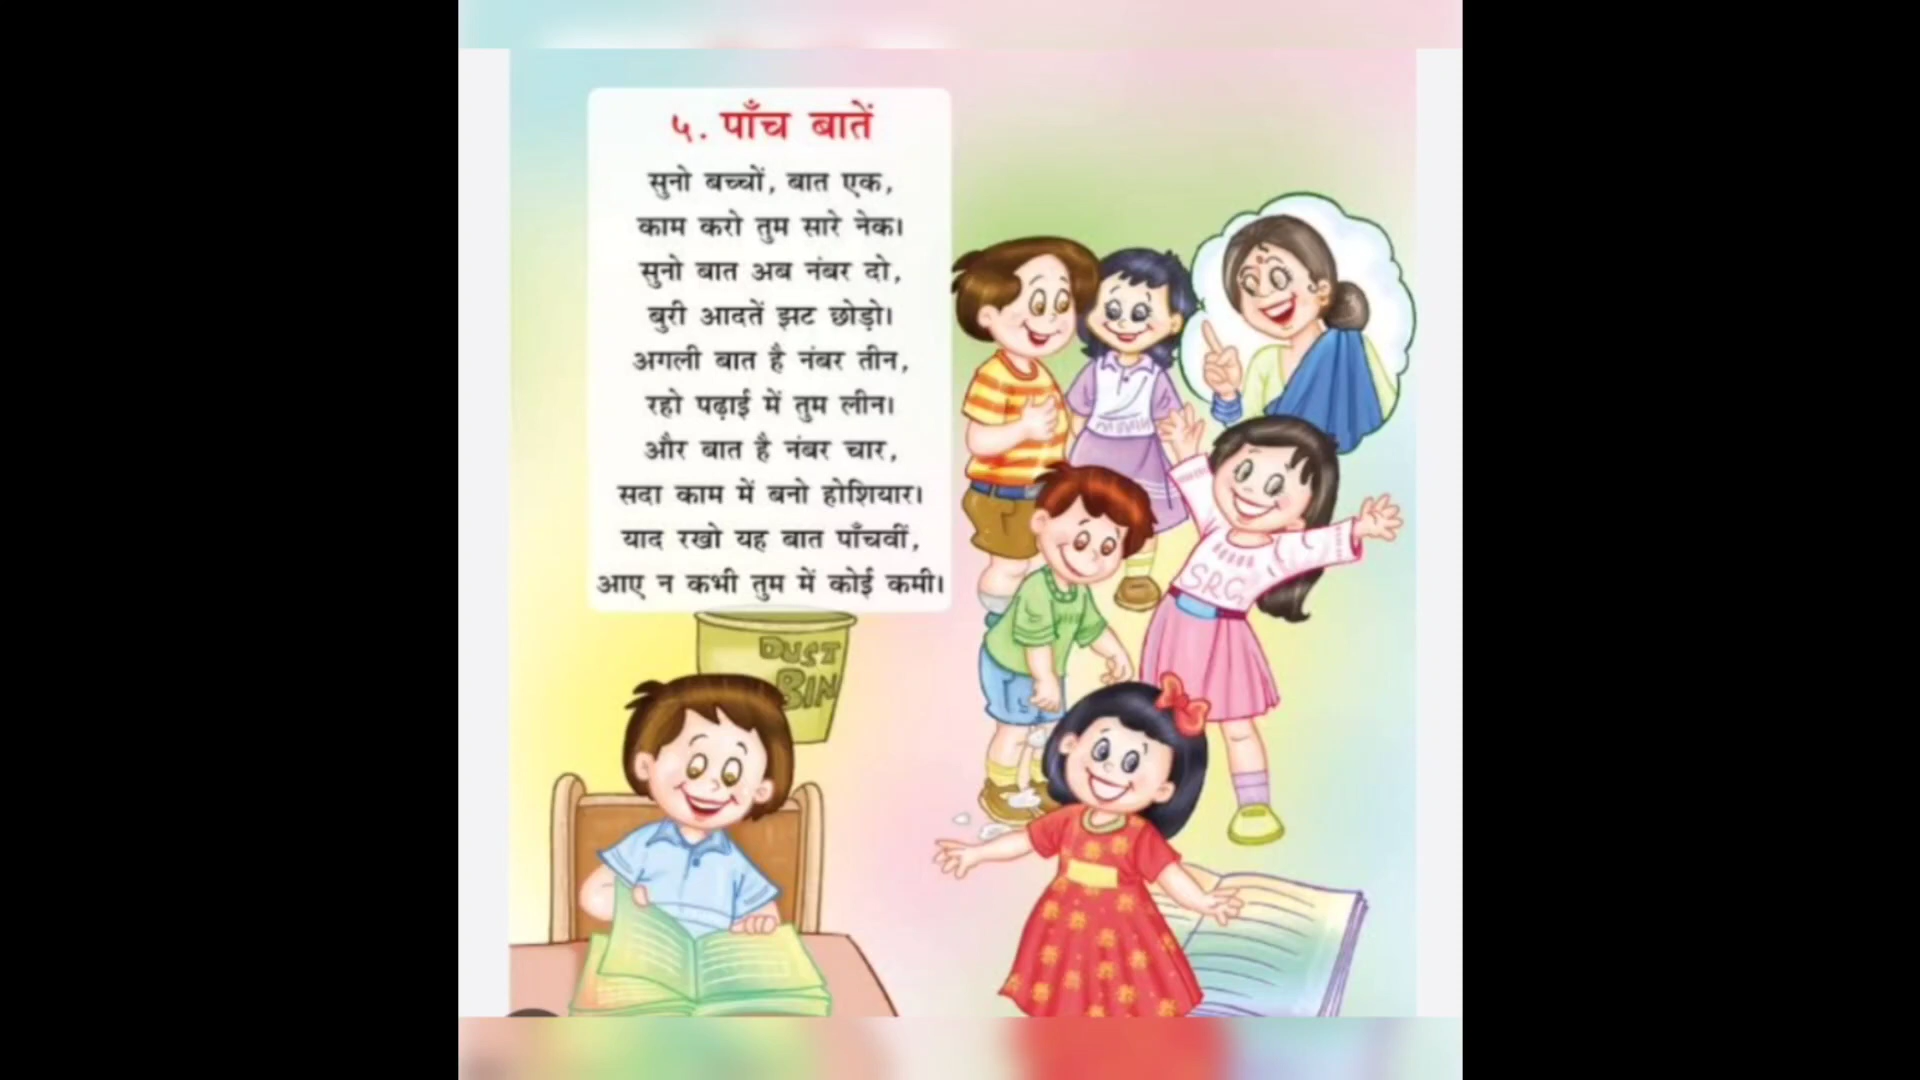 ५. पाँच बातें
सुनो बच्चों, बात एक,
काम करो तुम सारे नेक।
सुनो बात अब नंबर दो,
बुरी आदतें झट छोड़ो।
अगली बात है नंबर तीन,
रहो पढ़ाई में तुम लीन।
और बात है नंबर चार,
सदा काम में बनो होशियार।
याद रखो यह बात पाँचवीं,
आए न कभी तुम में कोई कमी।
DUST
BIN
SRG